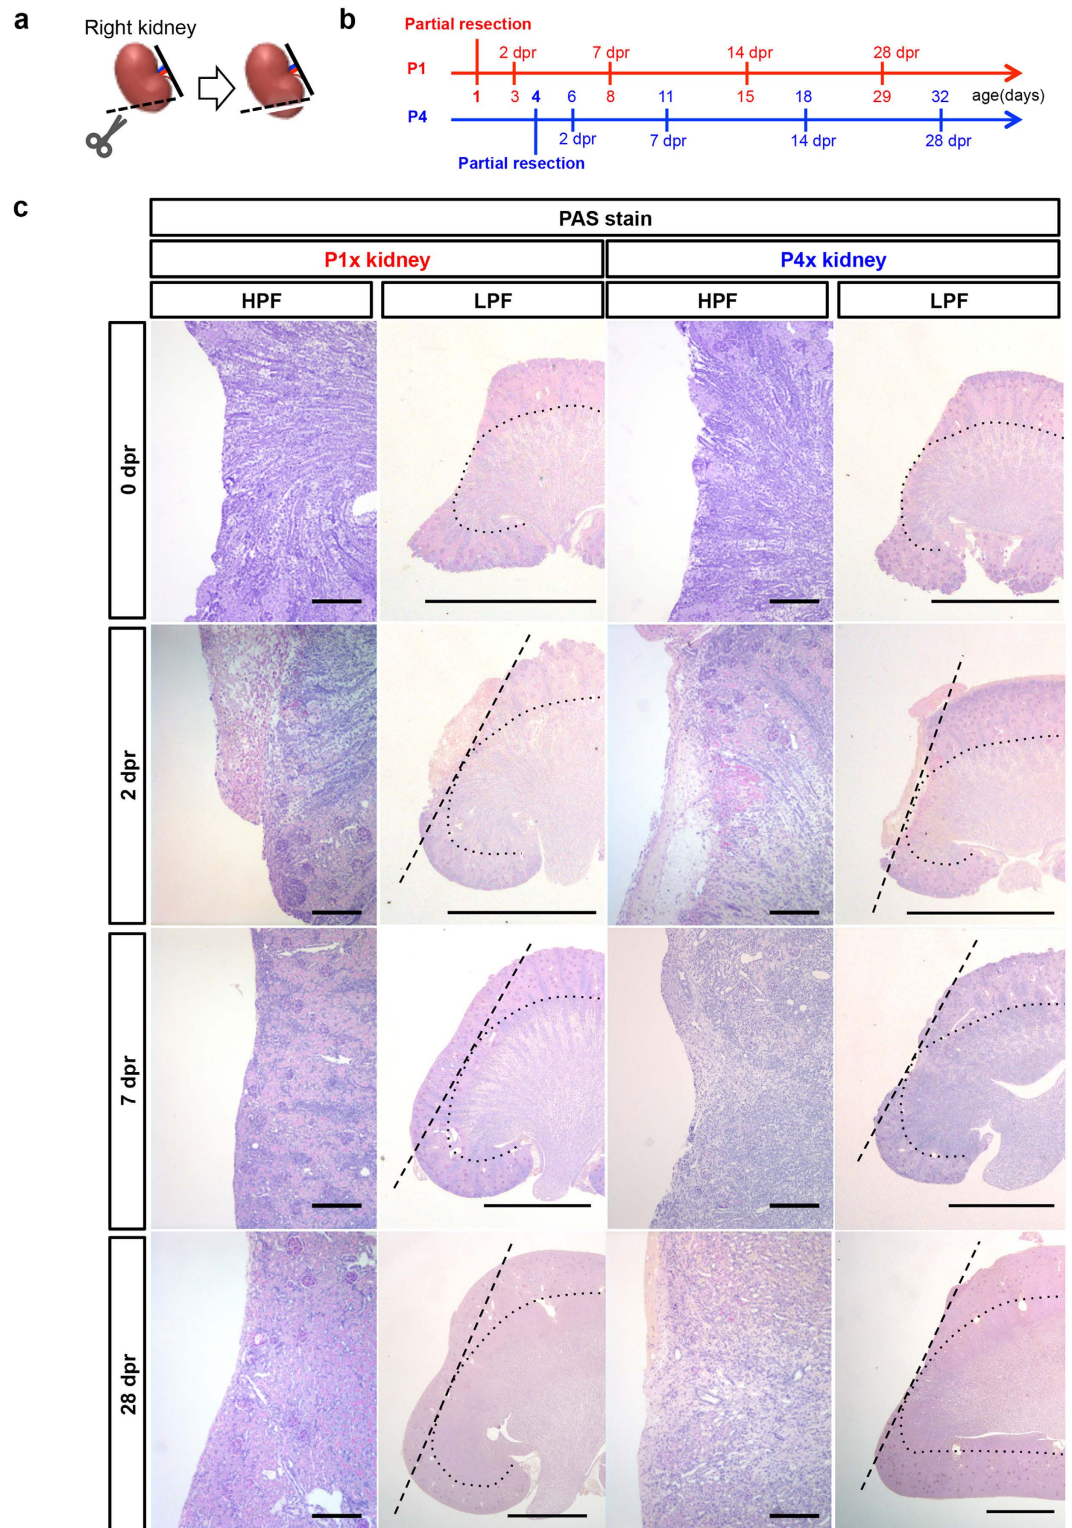 a
Right kidney
b
Partial resection
2 dpr 7 dpr 14 dpr 28 dpr
P1
1 3 4 6 8 11 15 18 29 32 age(days)
P4
2 dpr 7 dpr 14 dpr 28 dpr
Partial resection
c
PAS stain
P1x kidney P4x kidney
HPF LPF HPF LPF
0 dpr
2 dpr
7 dpr
28 dpr